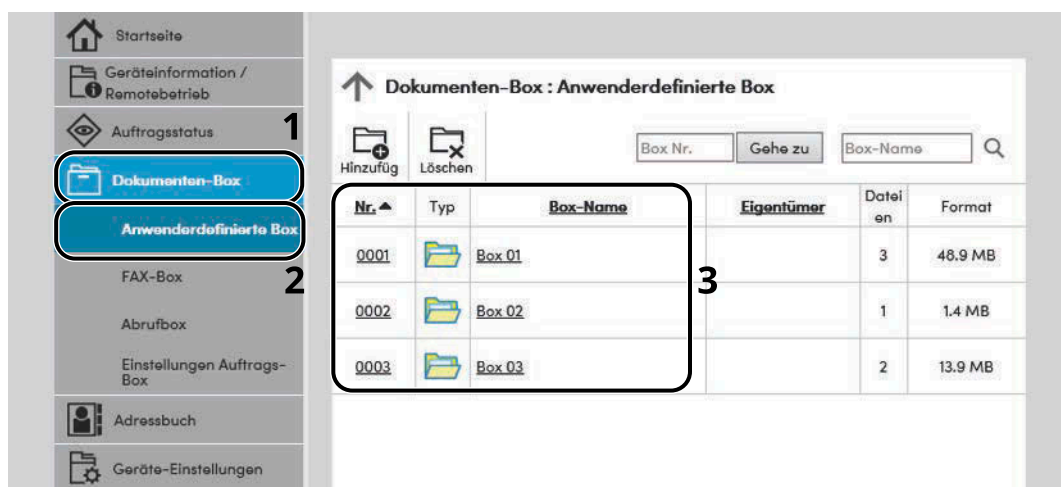 Startseite
Geräteinformation /
Remotebetrieb
Auftragsstatus
1
Dokumenten-Box
Anwenderdefinierte Box
2
FAX-Box
Abrufbox
Einstellungen Auftrags-
Box
Adressbuch
Geräte-Einstellungen
Dokumenten-Box : Anwenderdefinierte Box
Hinzufüg Löschen Box Nr. Gehe zu Box-Name
Nr. Typ Box-Name Eigentümer Datei
en Format
0001 Box 01 3 48.9 MB
3
0002 Box 02 1 1.4 MB
0003 Box 03 2 13.9 MB